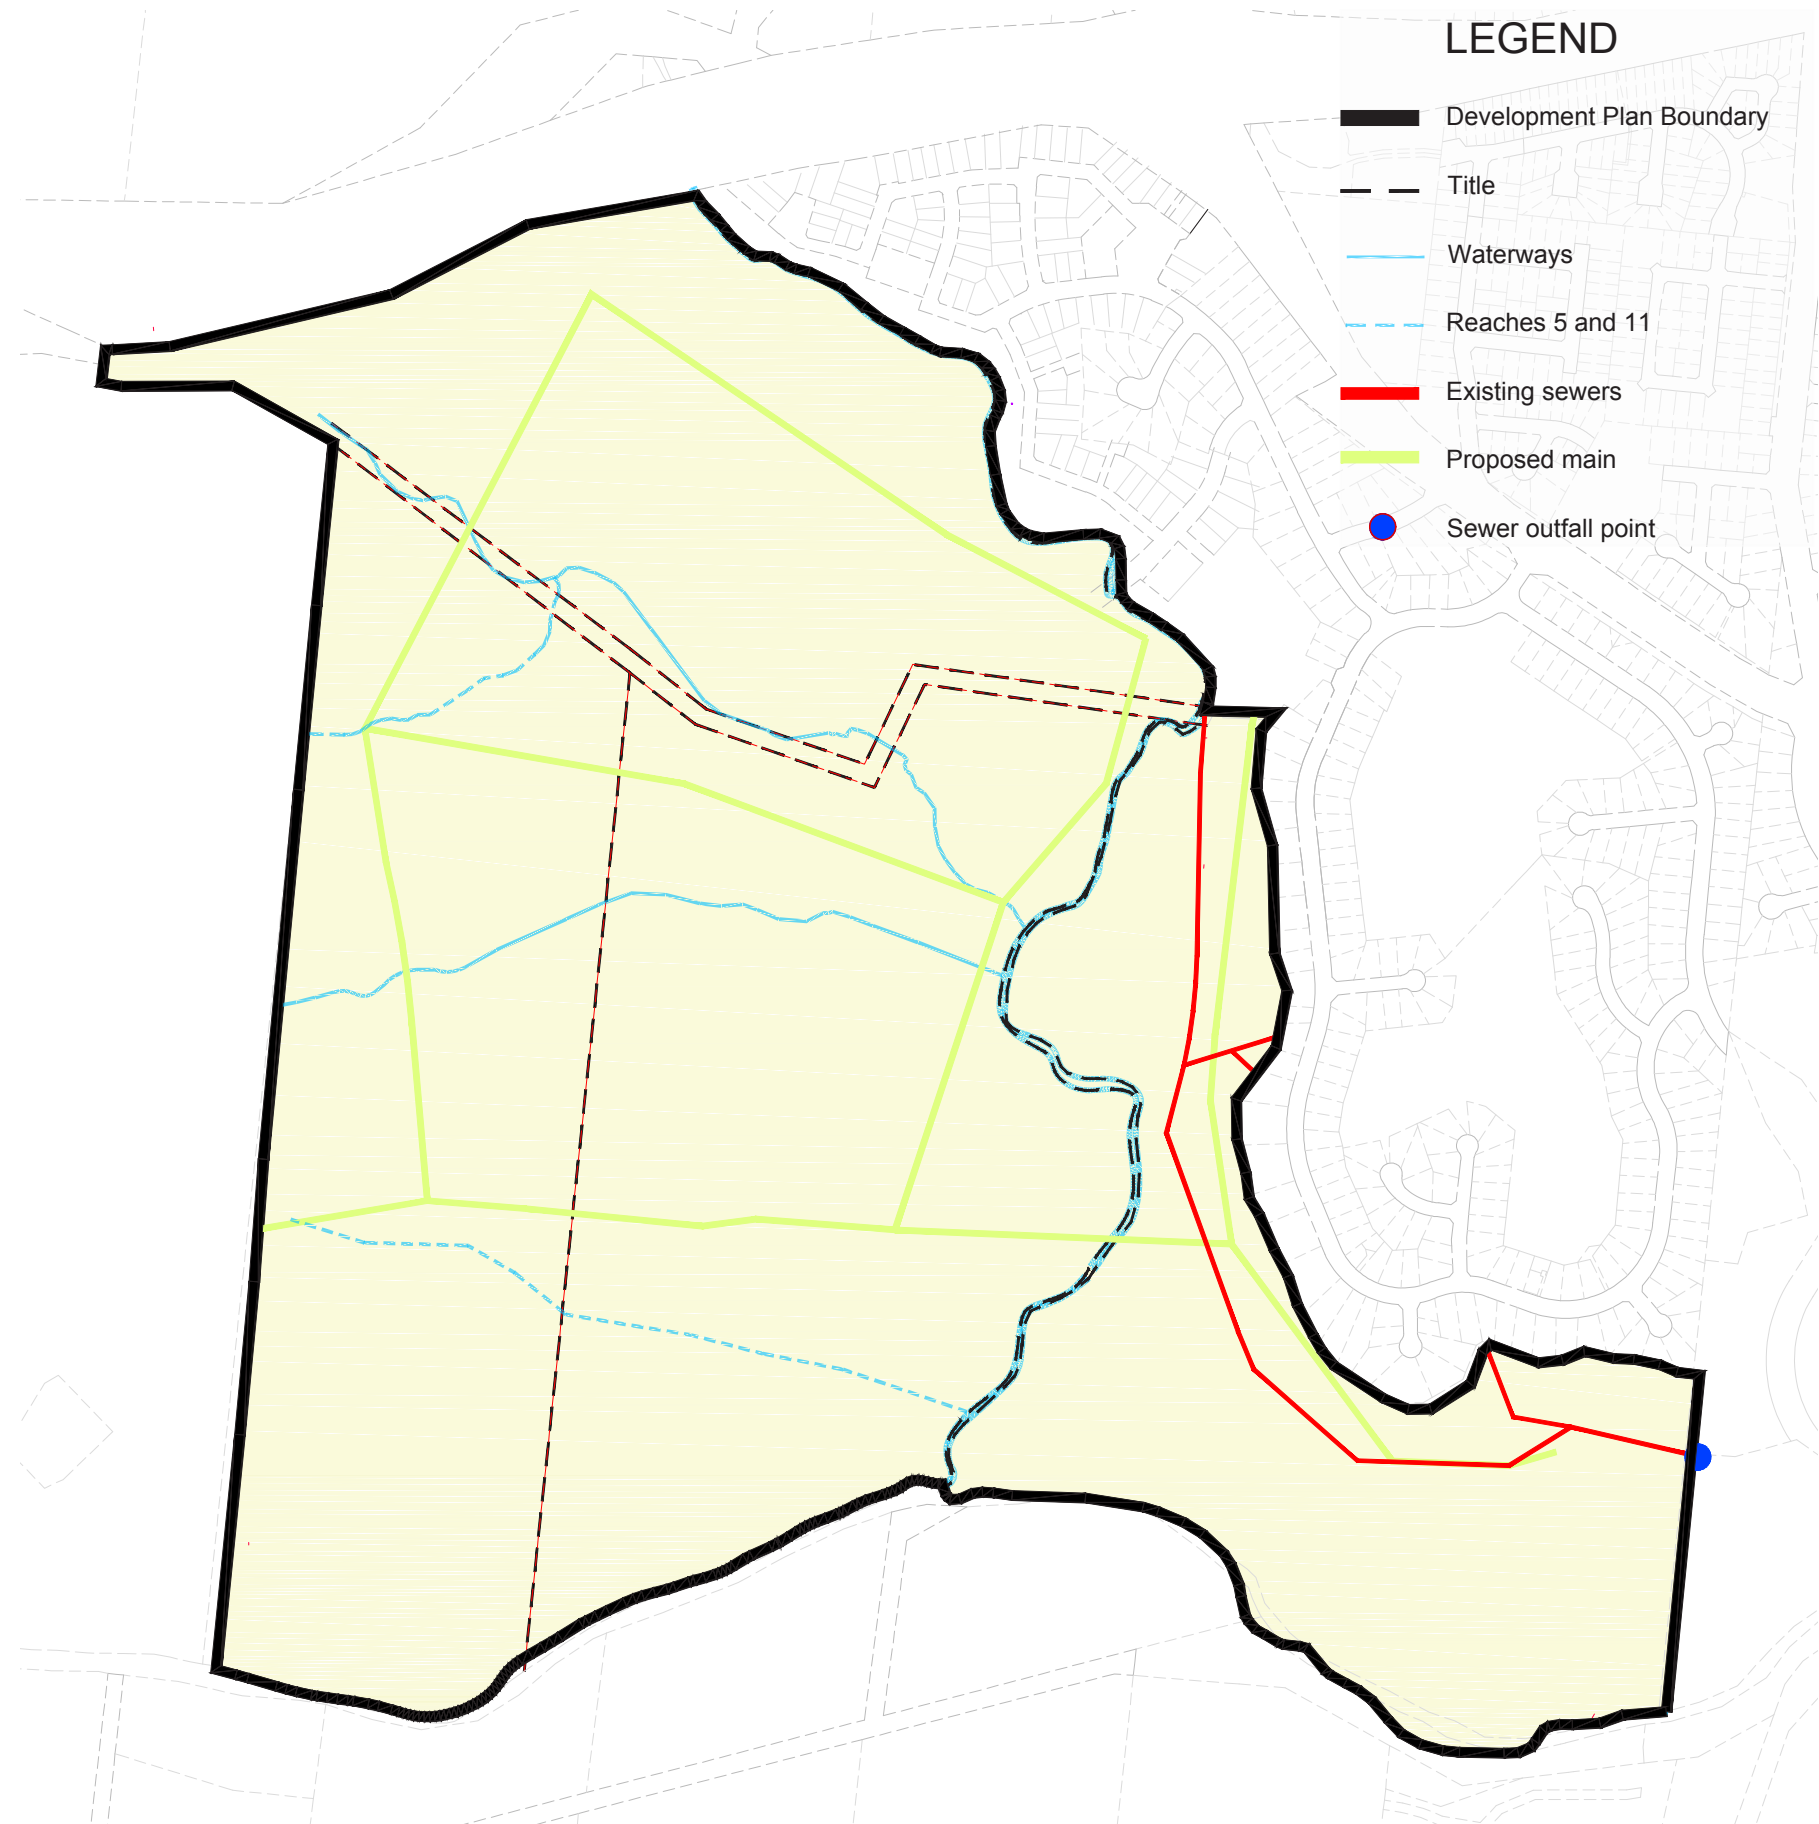 LEGEND
Development Plan Boundary
Title
Waterways
Reaches 5 and 11
Existing sewers
Proposed main
Sewer outfall point